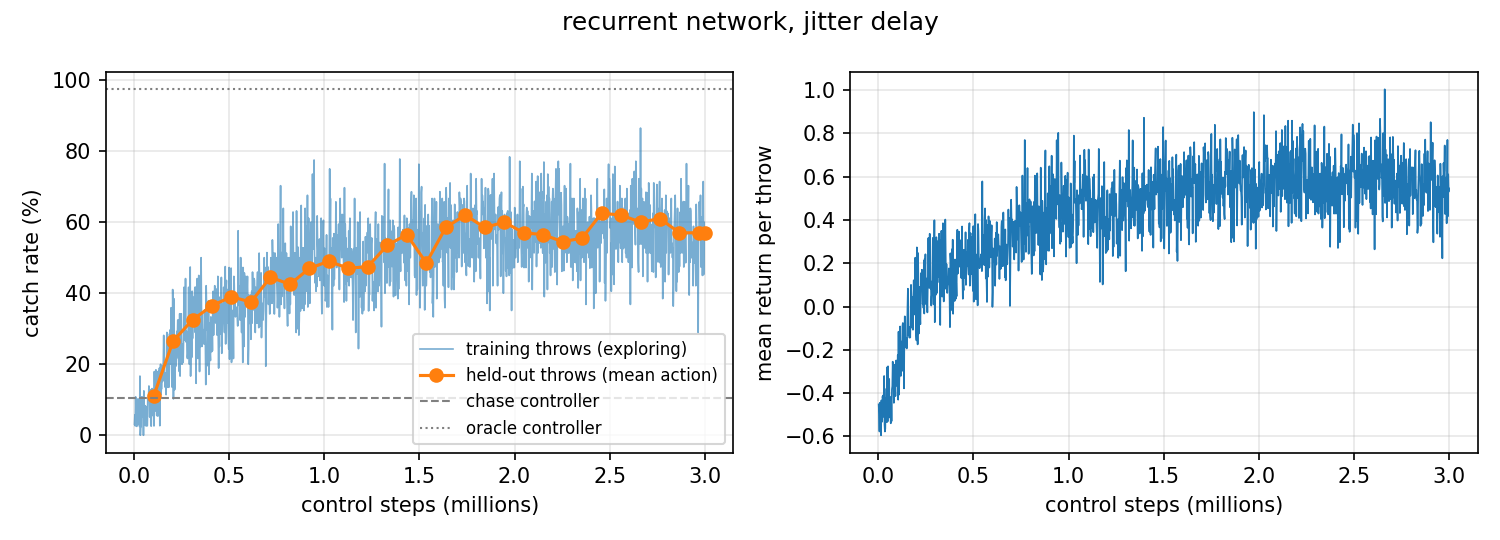 recurrent network, jitter delay
catch rate (%)
100
80
60
40
20
0
training throws (exploring)
held-out throws (mean action)
chase controller
oracle controller
0.0 0.5 1.0 1.5 2.0 2.5 3.0
control steps (millions)
mean return per throw
1.0
0.8
0.6
0.4
0.2
0.0
−0.2
−0.4
−0.6
0.0 0.5 1.0 1.5 2.0 2.5 3.0
control steps (millions)